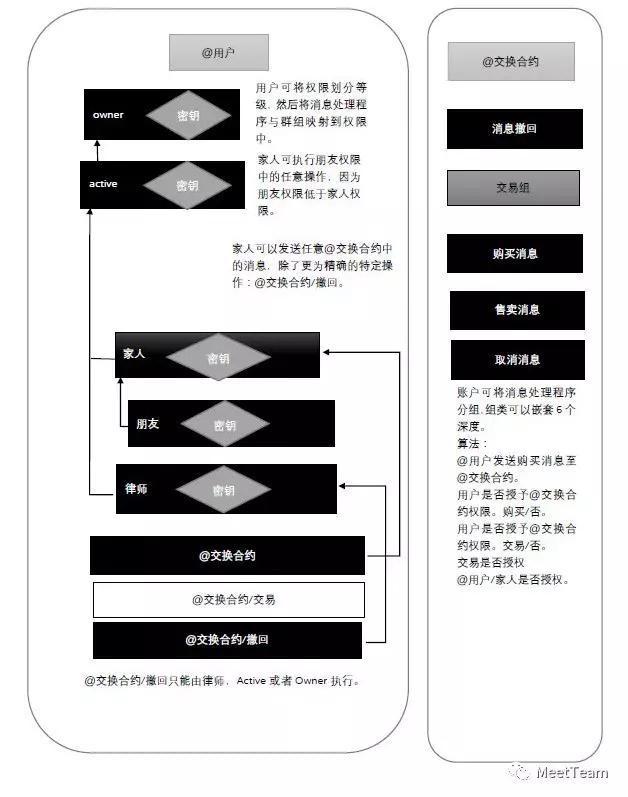 @用户
owner
密钥
用户可将权限划分等
级, 然后将消息处理程
序与群组映射到权限
中。
active
密钥
家人可执行朋友权限
中的任意操作，因为
朋友权限低于家人权
限。
家人可以发送任意@交换合约中
的消息，除了更为精确的特定操
作：@交换合约/撤回。
家人
密钥
朋友
密钥
律师
密钥
@交换合约
@交换合约/交易
@交换合约/撤回
@交换合约/撤回只能由律师、Active 或者 Owner 执行。
@交换合约
消息撤回
交易组
购买消息
售卖消息
取消消息
账户可将消息处理程序
分组,组类可以嵌套 6 个
深度。
算法：
@用户发送购买消息至
@交换合约。
用户是否授予@交换合
约权限。购买/否。
用户是否授予@交换合
约权限。交易/否。
交易是否授权
@用户/家人是否授权。
MeetTeam